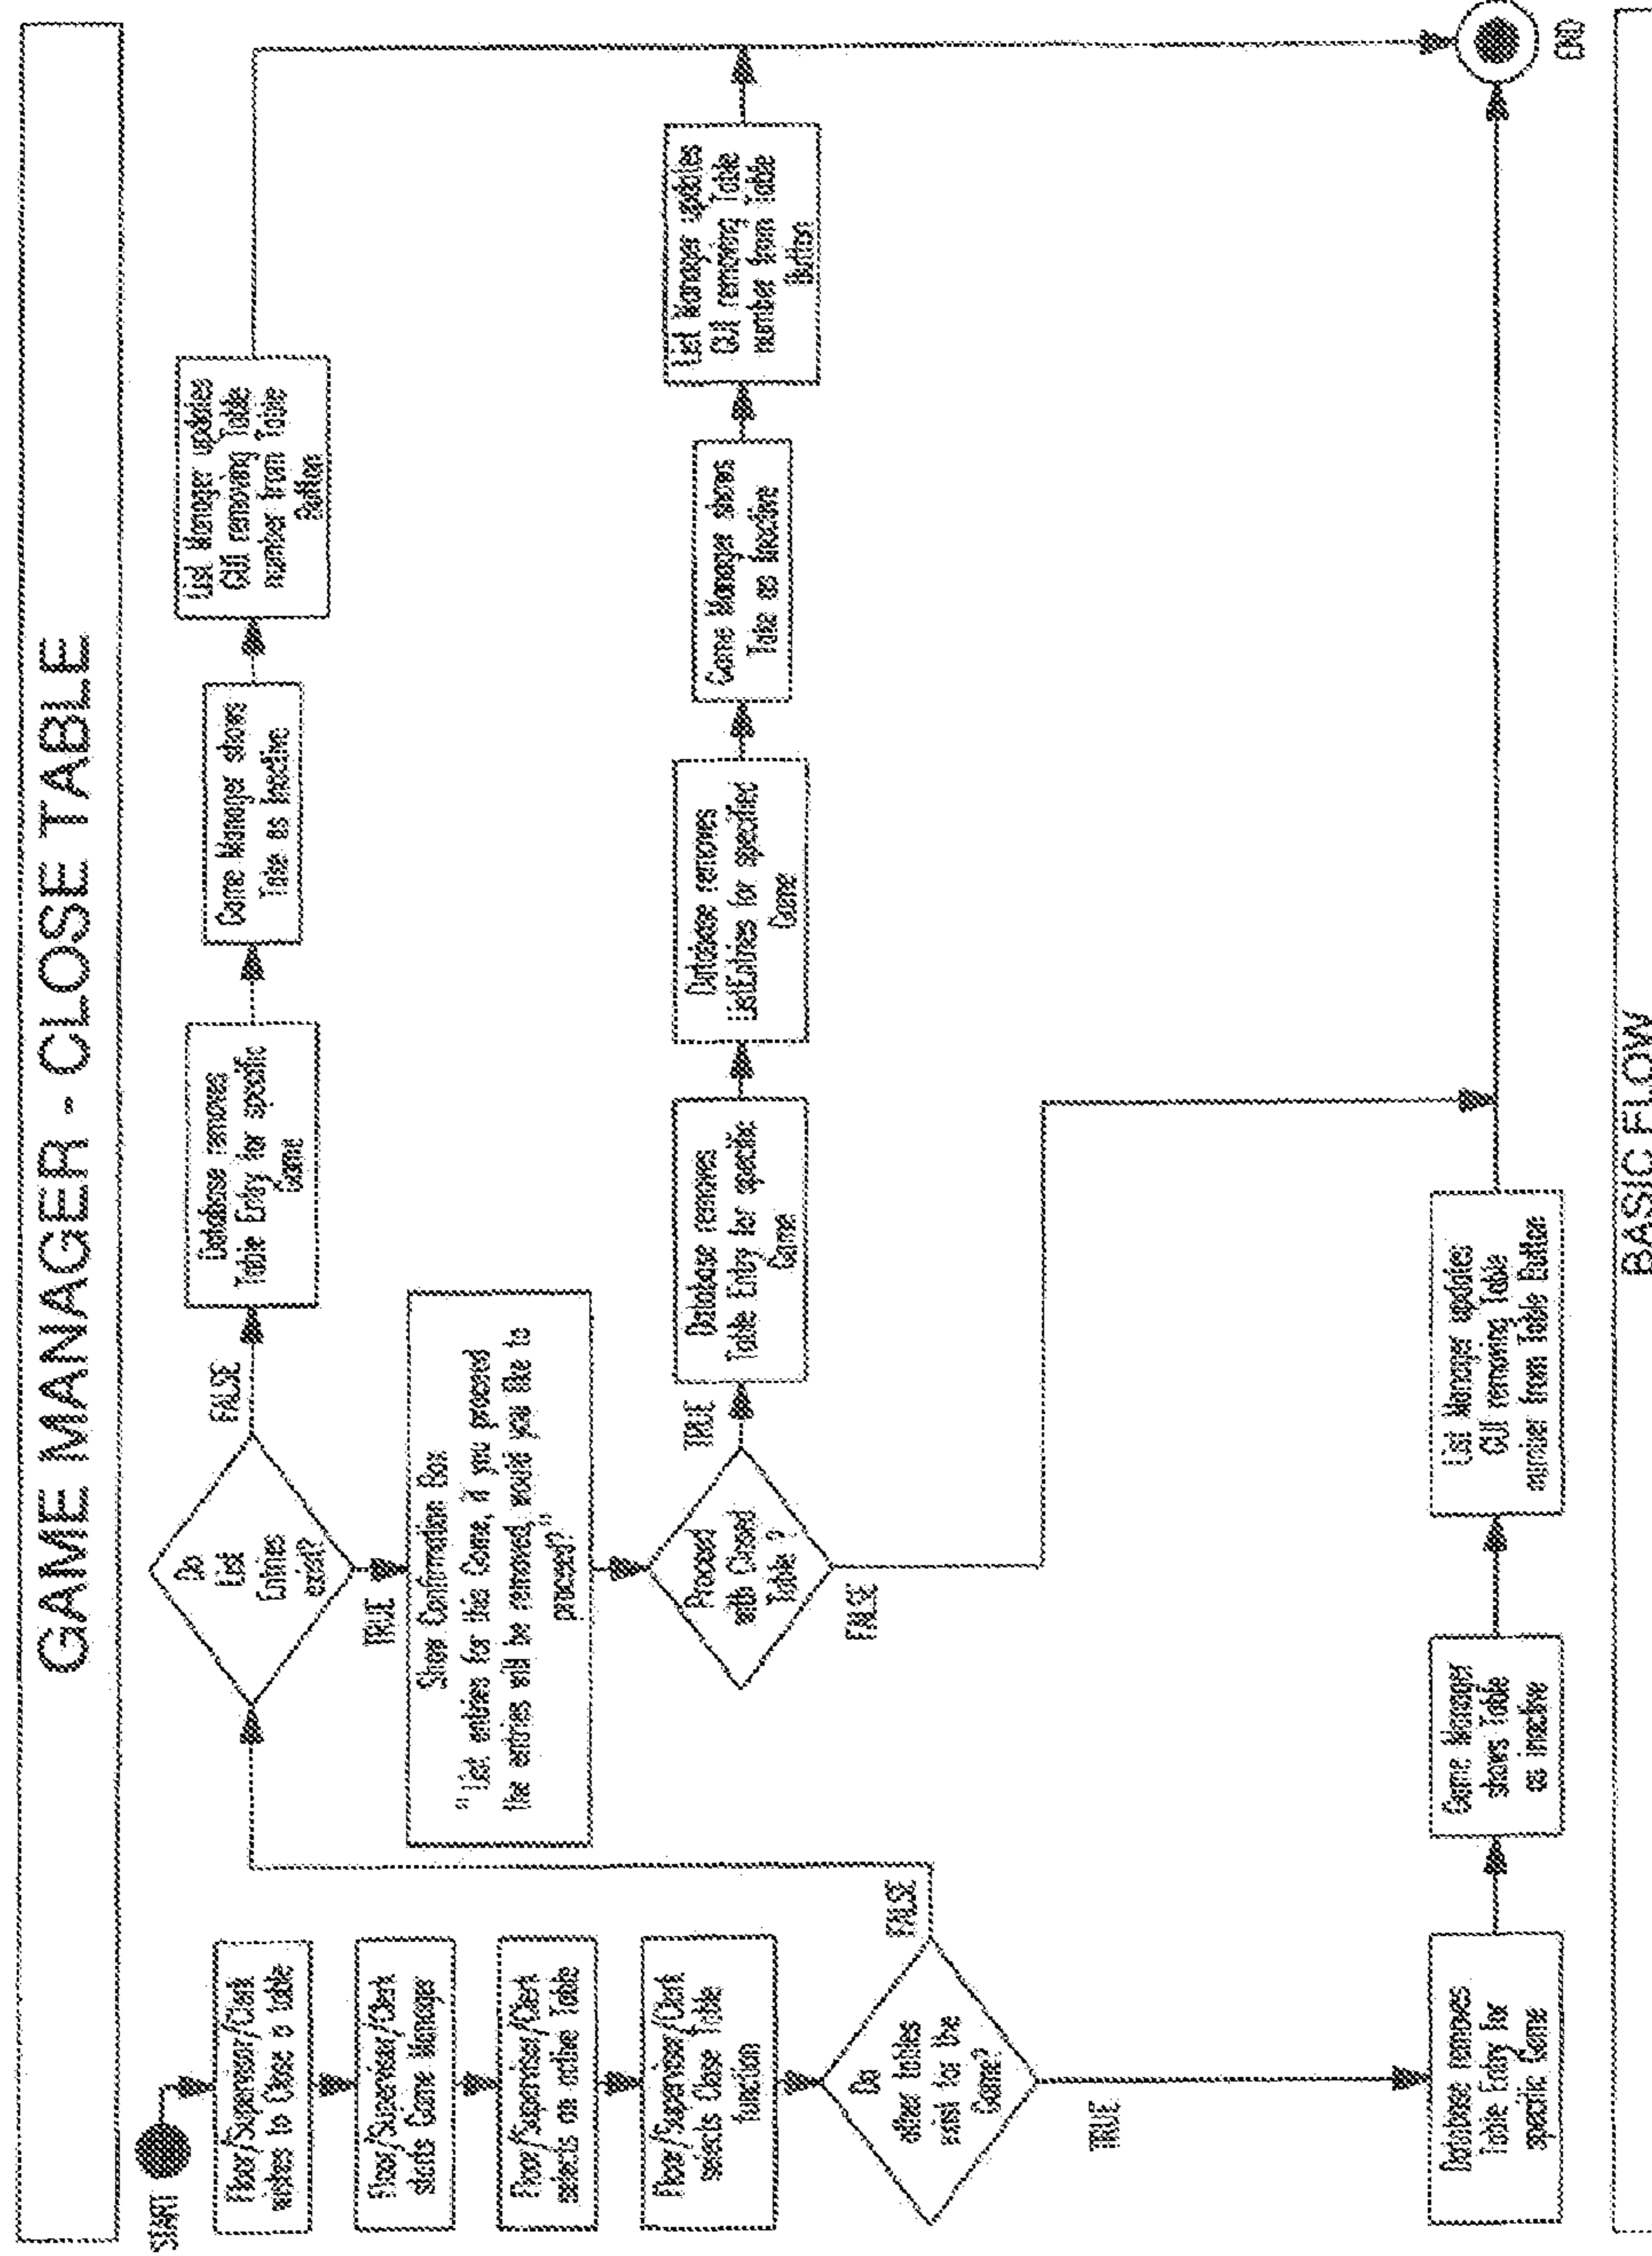 GAME MANAGER - CLOSE TABLE
START
Floor/Supervisor/Clerk
wishes to Close a table
Floor/Supervisor/Clerk
starts Game Manager
Floor/Supervisor/Clerk
selects an active Table
Floor/Supervisor/Clerk
selects Close Table
function
Do
other tables
exist for the
Game?
FALSE
TRUE
Do
List
Entries
exist?
FALSE
TRUE
Database removes
Table Entry for specific
Game
Game Manager shows
Table as Inactive
List Manager updates
GUI removing Table
number from Table
Button
Show Confirmation Box
"List entries for this Game, if you proceed
the entries will be removed, would you like to
proceed?"
Proceed
with Closed
Table ?
TRUE
FALSE
Database removes
Table Entry for specific
Game
Database removes
ListEntries for specified
Game
Game Manager shows
Table as Inactive
List Manager updates
GUI removing Table
number from Table
Button
Database removes
Table Entry for
specific Game
Game Manager
shows Table
as inactive
List Manager updates
GUI removing Table
number from Table Button
END
BASIC FLOW